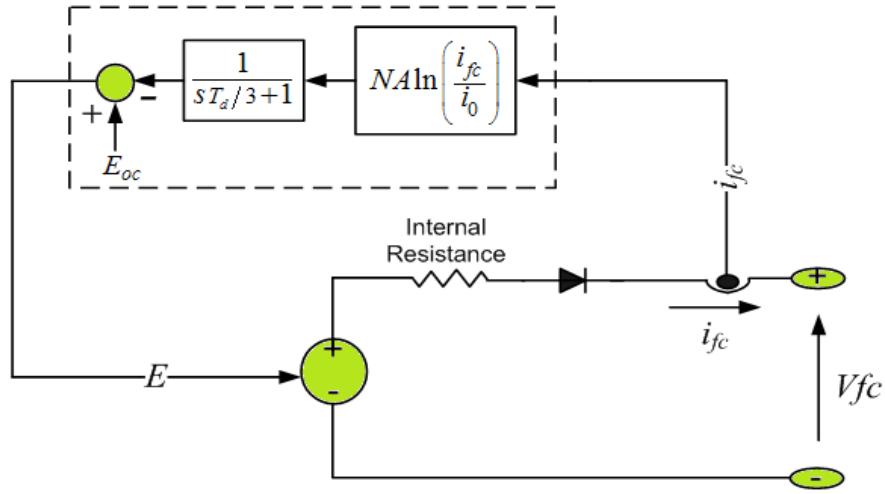 1
sT_d/3+1
NA ln(i_fc/i_0)
+
-
E_oc
i_fc
Internal
Resistance
+
+
i_fc
E
-
Vfc
-